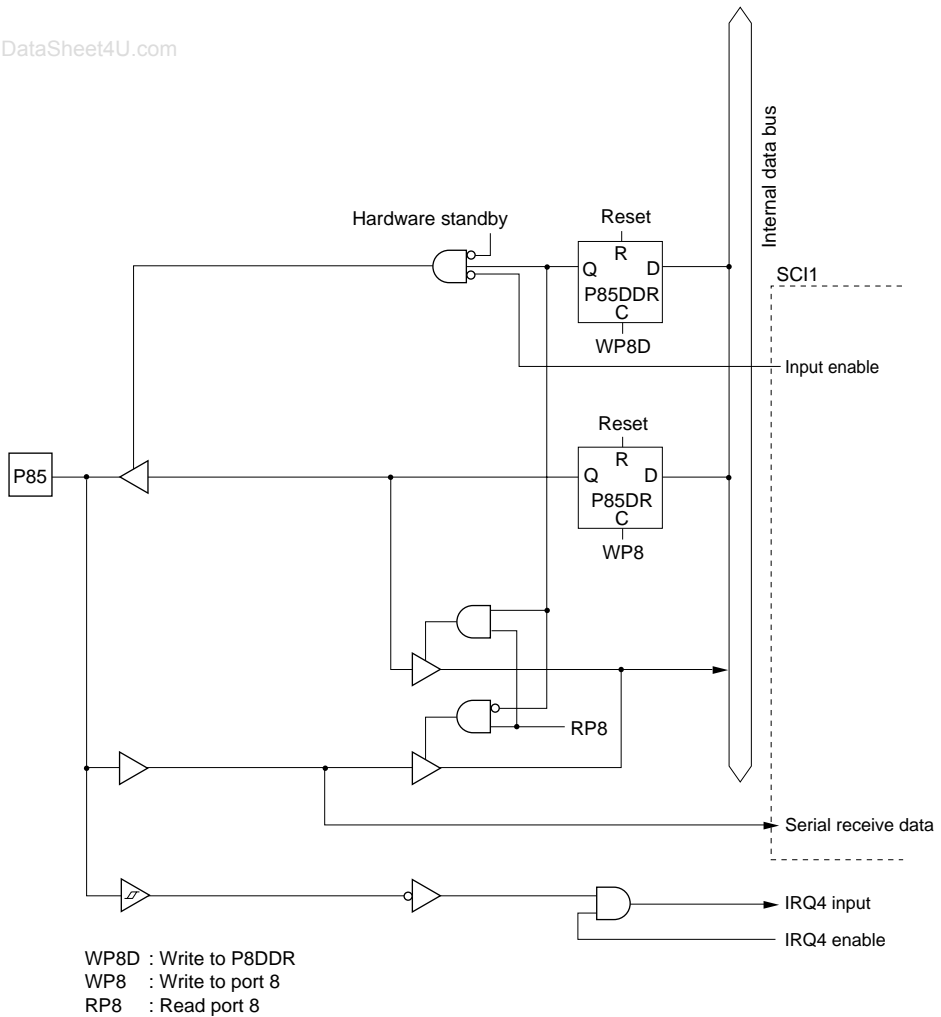 DataSheet4U.com
Internal data bus
Hardware standby
Reset
R
Q D
P85DDR
C
WP8D
SCI1
Input enable
Reset
R
Q D
P85DR
C
WP8
P85
RP8
Serial receive data
IRQ4 input
IRQ4 enable
WP8D : Write to P8DDR
WP8 : Write to port 8
RP8 : Read port 8